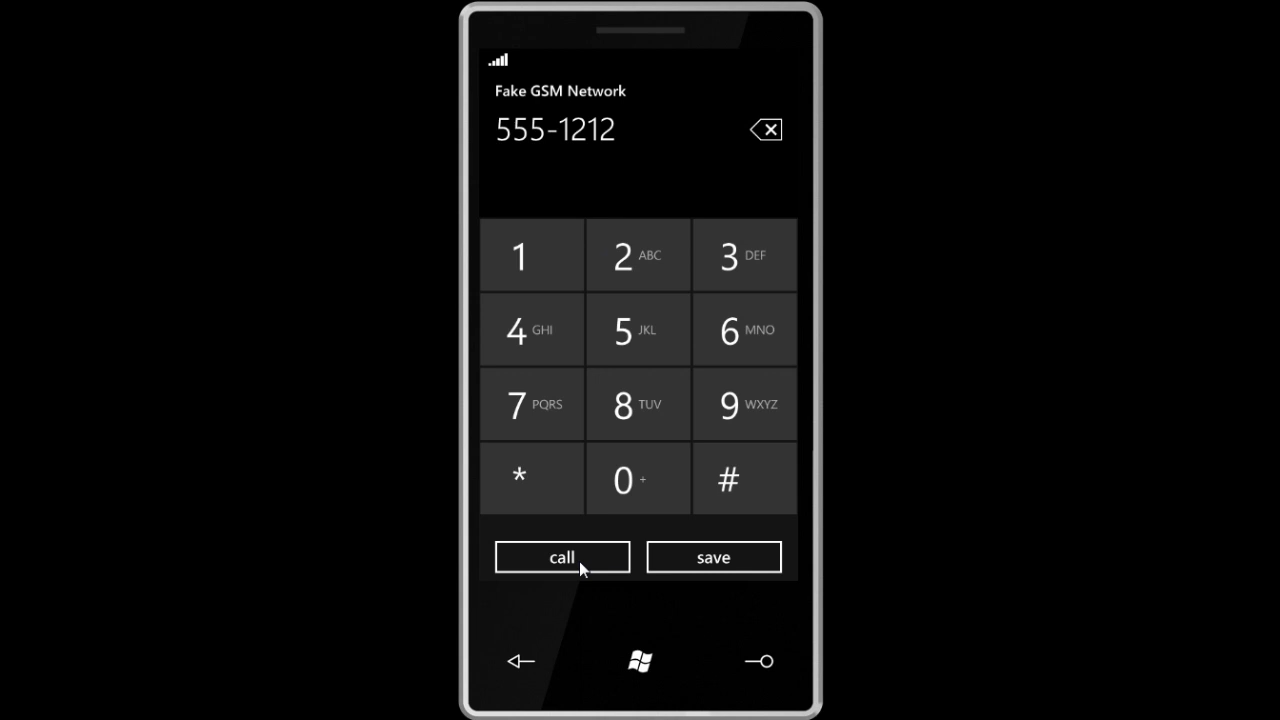 Fake GSM Network
555-1212
1 2 ABC 3 DEF
4 GHI 5 JKL 6 MNO
7 PQRS 8 TUV 9 WXYZ
* 0 + #
call save